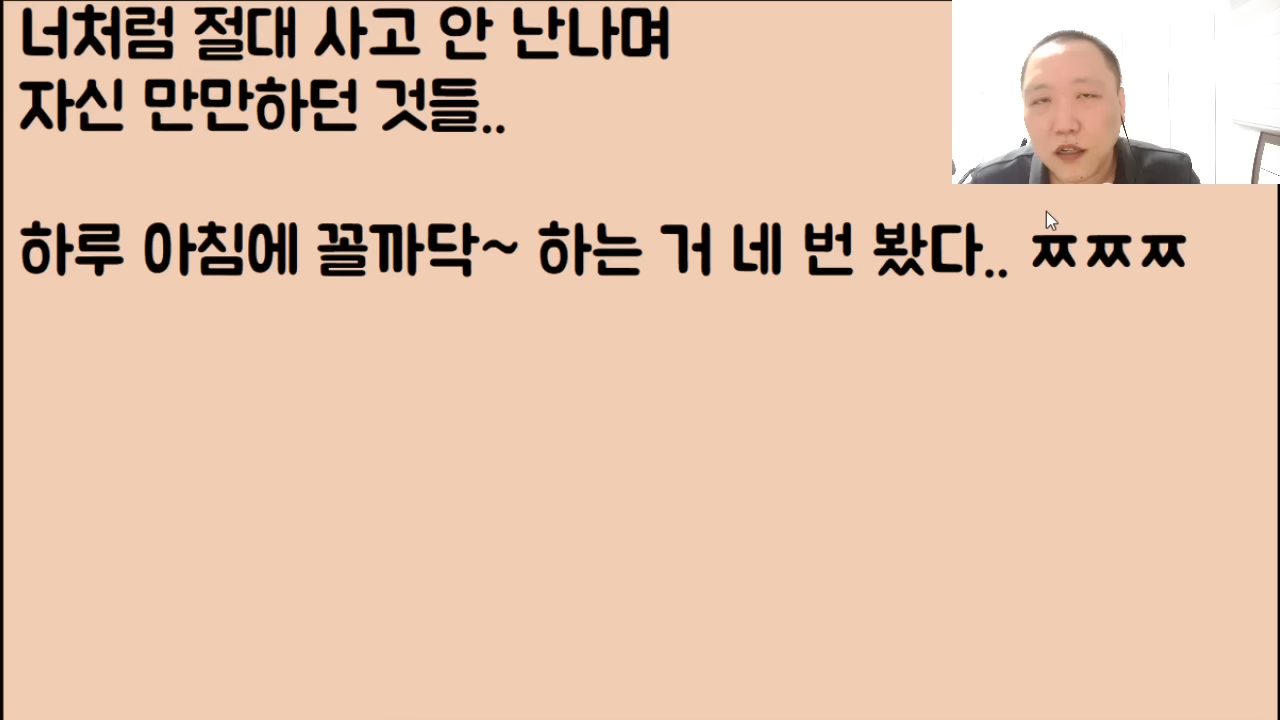 너처럼 절대 사고 안 난나며
자신 만만하던 것들..
하루 아침에 꼴까닥~ 하는 거 네 번 봤다.. ㅉㅉㅉ